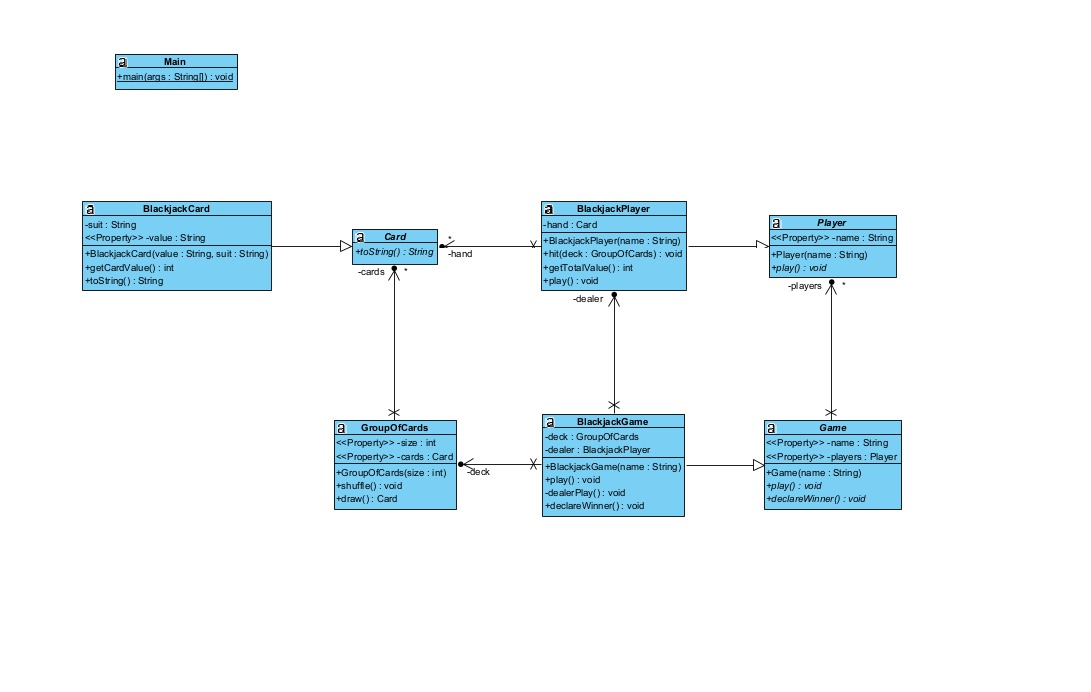 a Main
+main(args : String[]) : void
a BlackjackCard
-suit : String
<<Property>> -value : String
+BlackjackCard(value : String, suit : String)
+getCardValue() : int
+toString() : String
a Card
+toString() : String
*
-hand
-cards *
a BlackjackPlayer
-hand : Card
+BlackjackPlayer(name : String)
+hit(deck : GroupOfCards) : void
+getTotalValue() : int
+play() : void
-dealer
a Player
<<Property>> -name : String
+Player(name : String)
+play() : void
-players *
a GroupOfCards
<<Property>> -size : int
<<Property>> -cards : Card
+GroupOfCards(size : int)
+shuffle() : void
+draw() : Card
-deck
a BlackjackGame
-deck : GroupOfCards
-dealer : BlackjackPlayer
+BlackjackGame(name : String)
+play() : void
-dealerPlay() : void
+declareWinner() : void
a Game
<<Property>> -name : String
<<Property>> -players : Player
+Game(name : String)
+play() : void
+declareWinner() : void